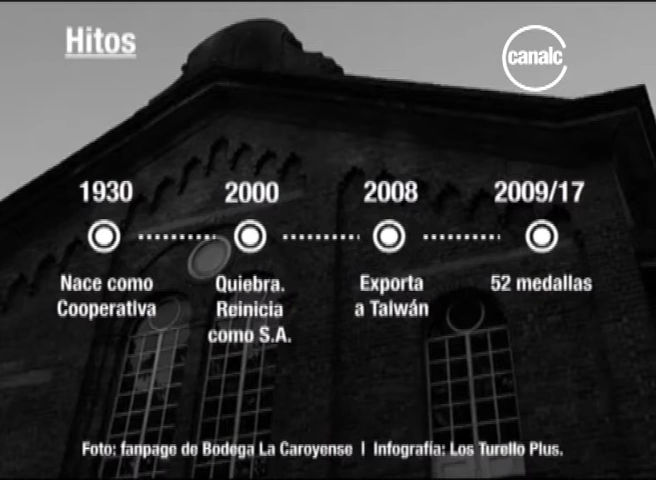 Hitos
canalc
1930
2000
2008
2009/17
Nace como
Cooperativa
Quiebra.
Reinicia
como S.A.
Exporta
a Taiwán
52 medallas
Foto: fanpage de Bodega La Caroyense | Infografía: Los Turello Plus.